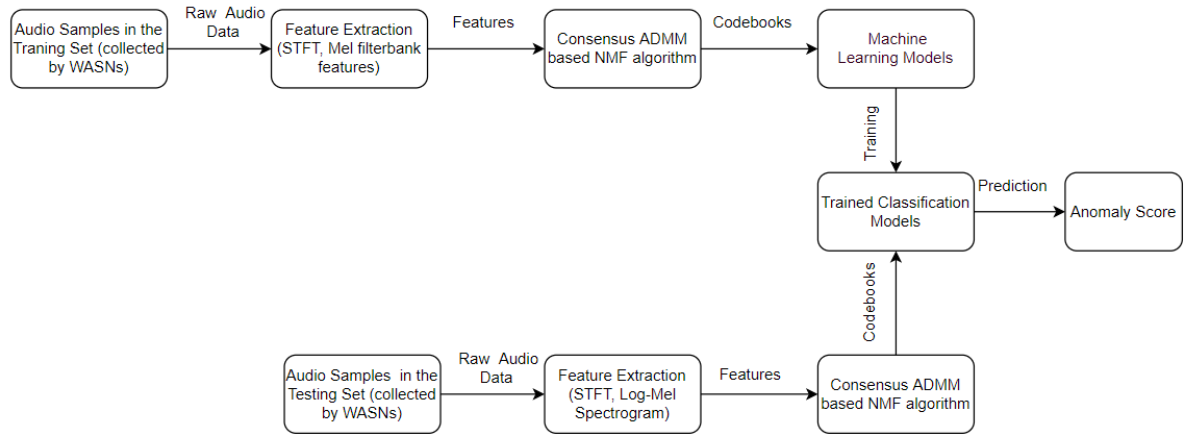 Raw Audio
Data
Features
Codebooks
Audio Samples in the
Traning Set (collected
by WASNs)
Feature Extraction
(STFT, Mel filterbank
features)
Consensus ADMM
based NMF algorithm
Machine
Learning Models
Training
Trained Classification
Models
Prediction
Anomaly Score
Codebooks
Raw Audio
Data
Features
Audio Samples in the
Testing Set (collected
by WASNs)
Feature Extraction
(STFT, Log-Mel
Spectrogram)
Consensus ADMM
based NMF algorithm